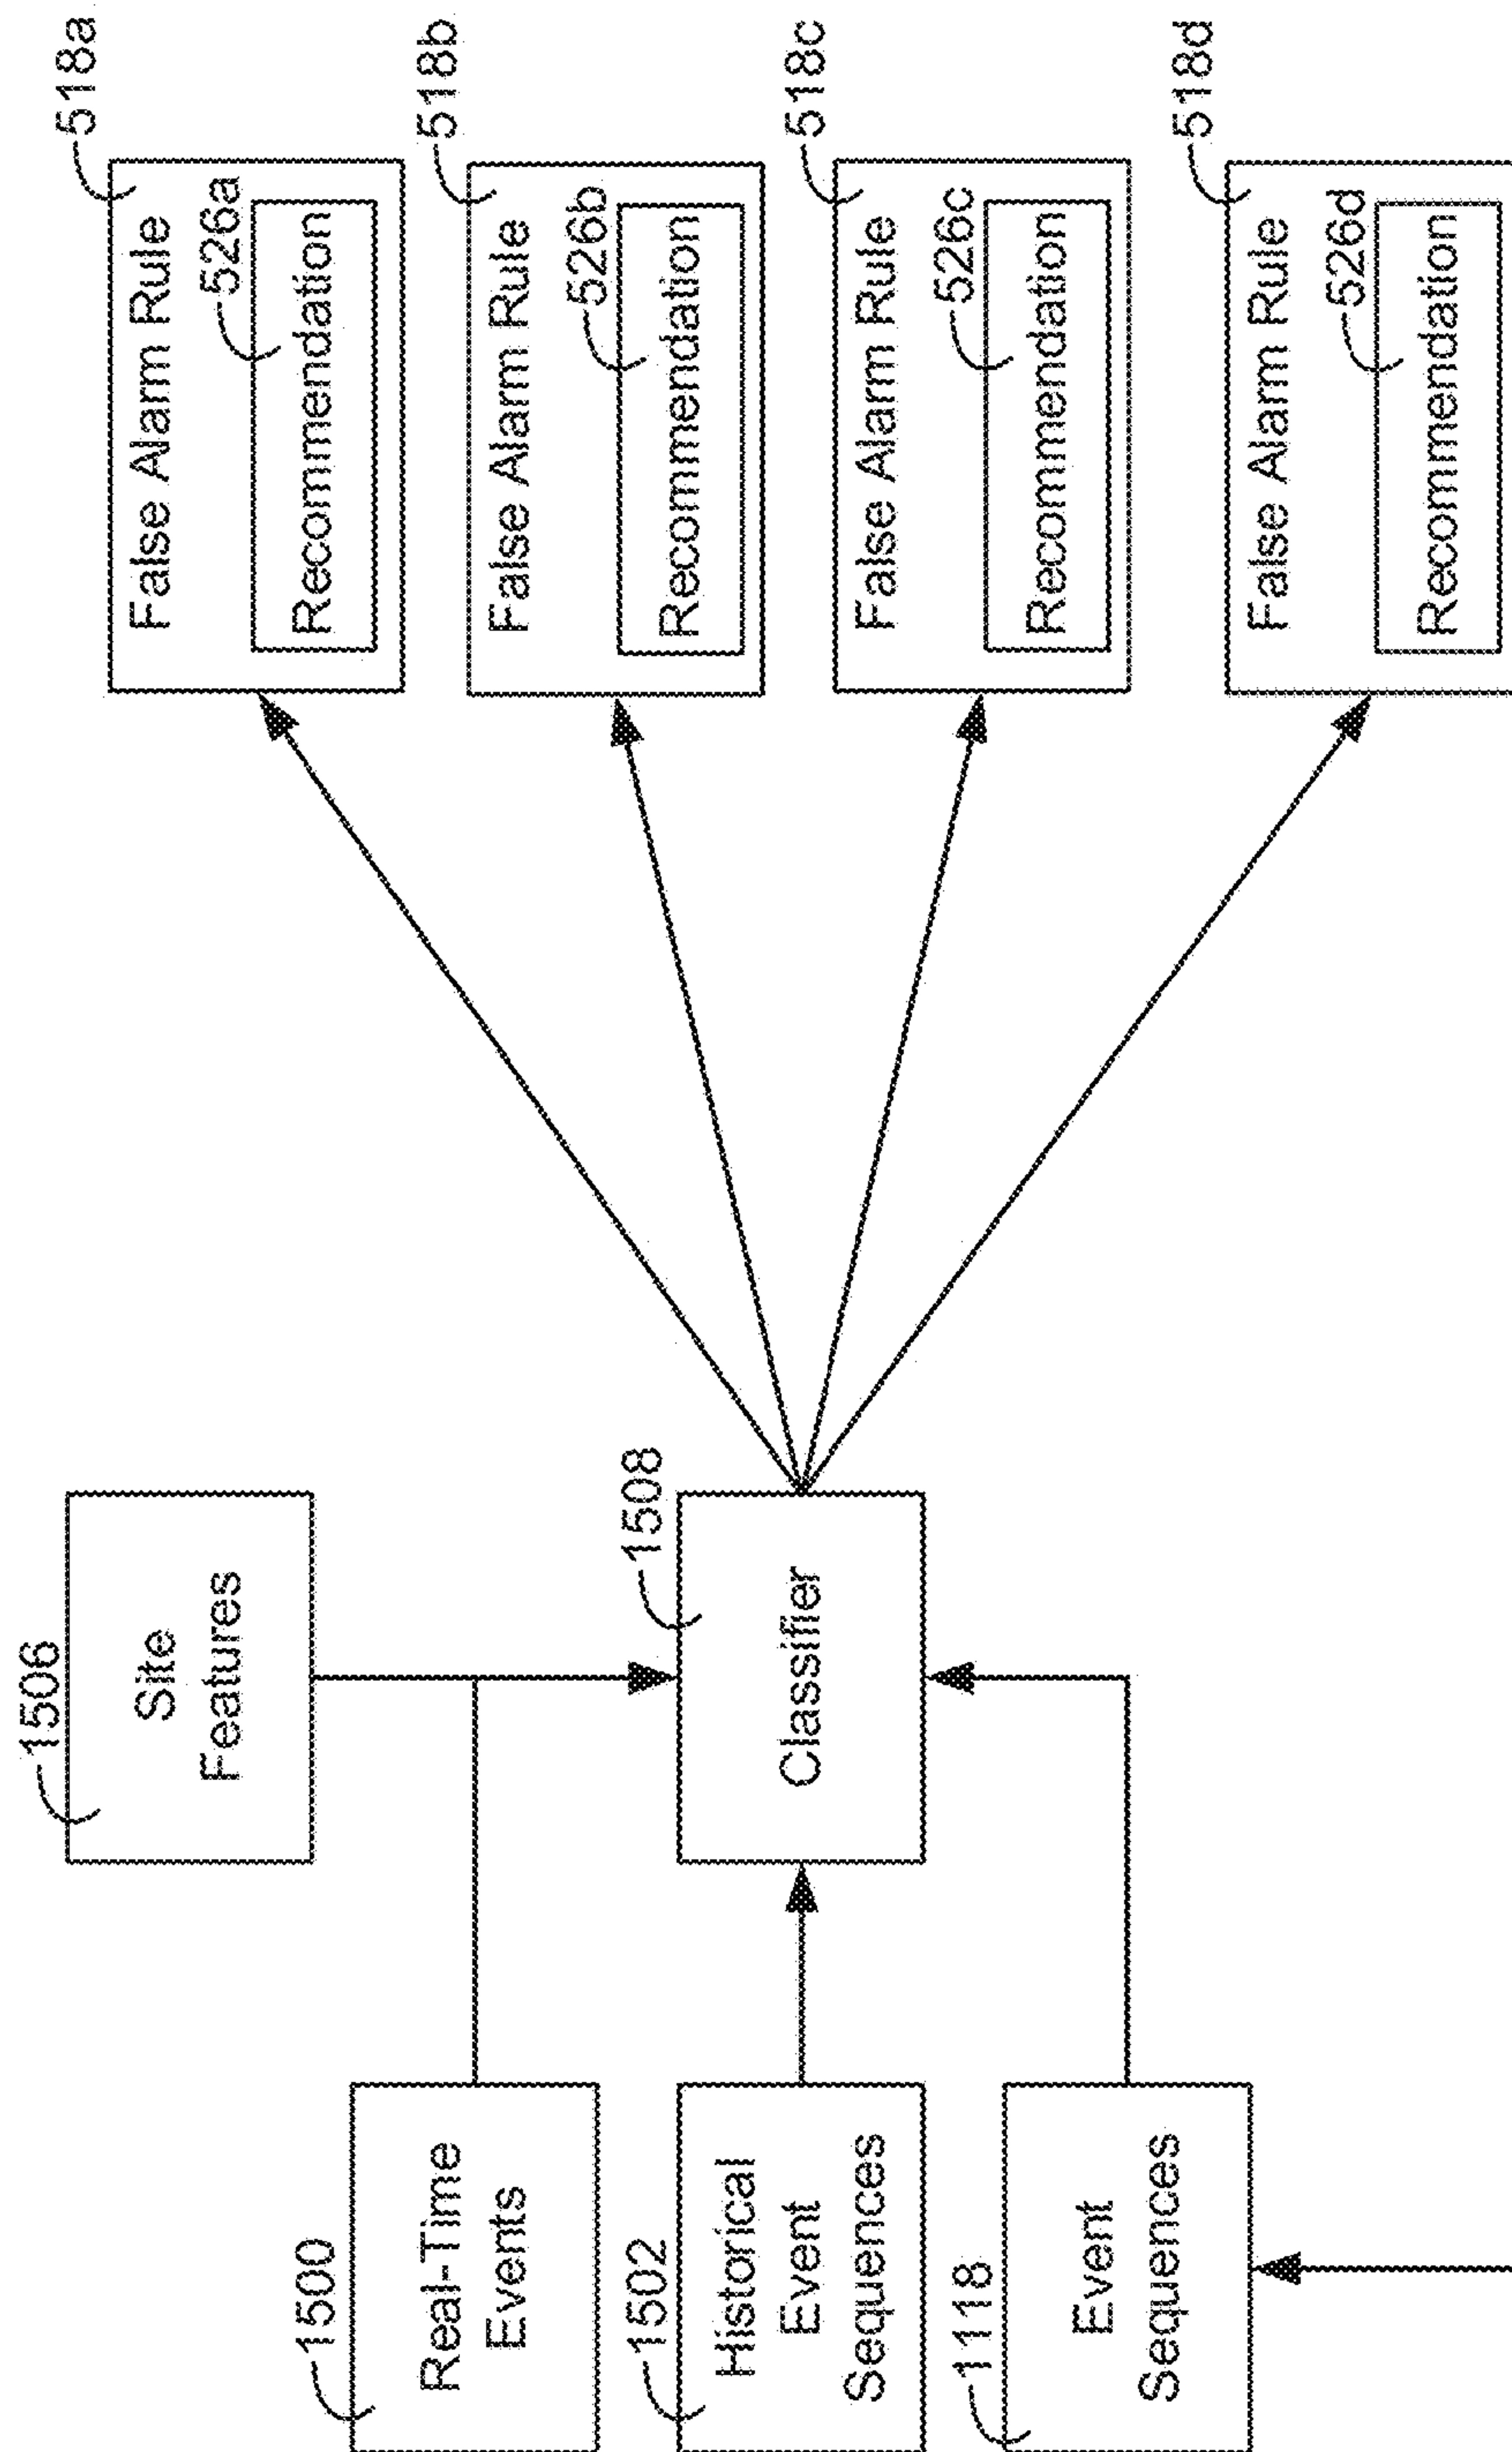 1506
Site
Features
1500
Real-Time
Events
1502
Historical
Event
Sequences
1118
Event
Sequences
1508
Classifier
518a
False Alarm Rule
526a
Recommendation
518b
False Alarm Rule
526b
Recommendation
518c
False Alarm Rule
526c
Recommendation
518d
False Alarm Rule
526d
Recommendation